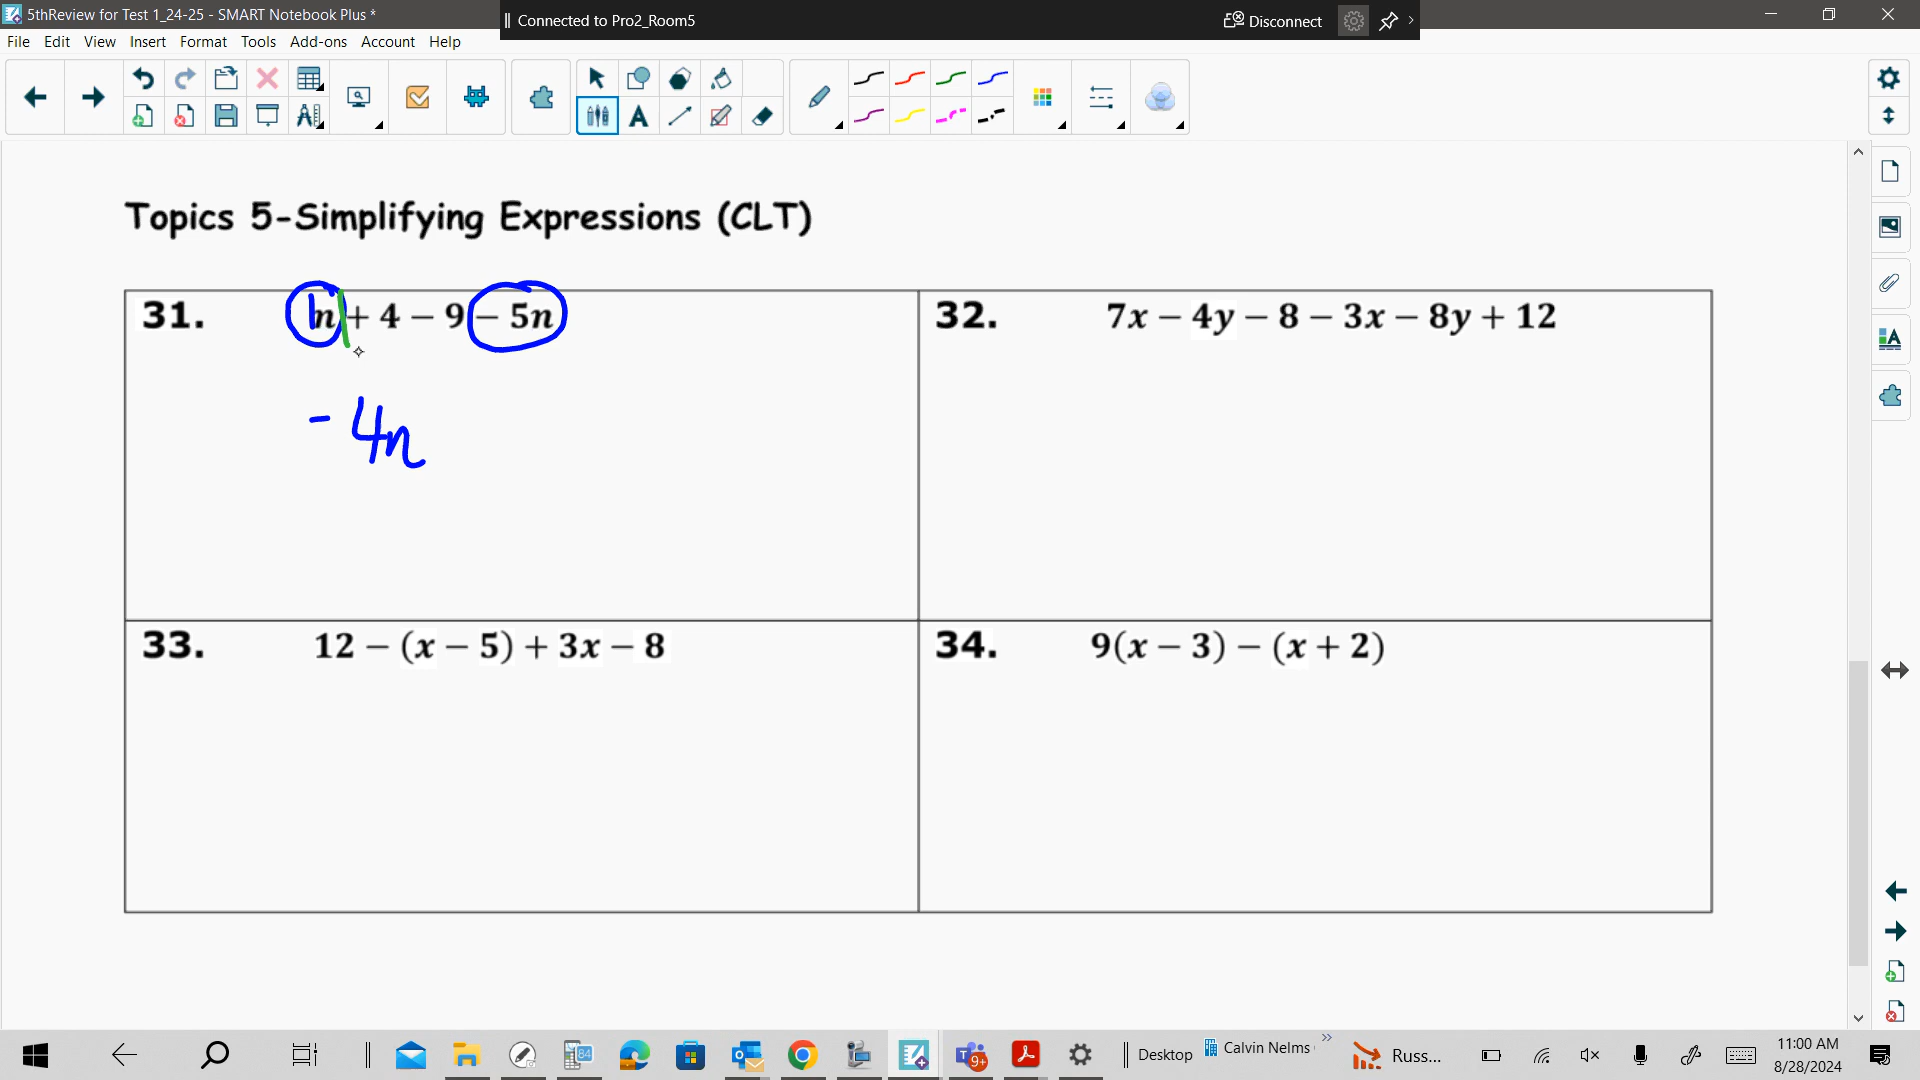 5thReview for Test 1_24-25 - SMART Notebook Plus *
Connected to Pro2_Room5
Disconnect
File Edit View Insert Format Tools Add-ons Account Help
Topics 5-Simplifying Expressions (CLT)
31. 1n + 4 − 9 − 5n
- 4n
32. 7x − 4y − 8 − 3x − 8y + 12
33. 12 − (x − 5) + 3x − 8
34. 9(x − 3) − (x + 2)
84
9+
Desktop
Calvin Nelms
Russ...
11:00 AM
8/28/2024